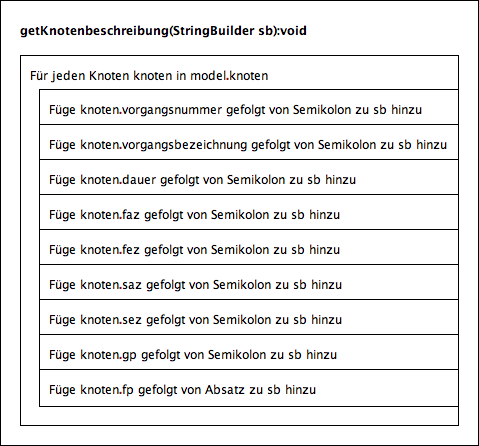 getKnotenbeschreibung(StringBuilder sb):void
Für jeden Knoten knoten in model.knoten
Füge knoten.vorgangsnummer gefolgt von Semikolon zu sb hinzu
Füge knoten.vorgangsbezeichnung gefolgt von Semikolon zu sb hinzu
Füge knoten.dauer gefolgt von Semikolon zu sb hinzu
Füge knoten.faz gefolgt von Semikolon zu sb hinzu
Füge knoten.fez gefolgt von Semikolon zu sb hinzu
Füge knoten.saz gefolgt von Semikolon zu sb hinzu
Füge knoten.sez gefolgt von Semikolon zu sb hinzu
Füge knoten.gp gefolgt von Semikolon zu sb hinzu
Füge knoten.fp gefolgt von Absatz zu sb hinzu